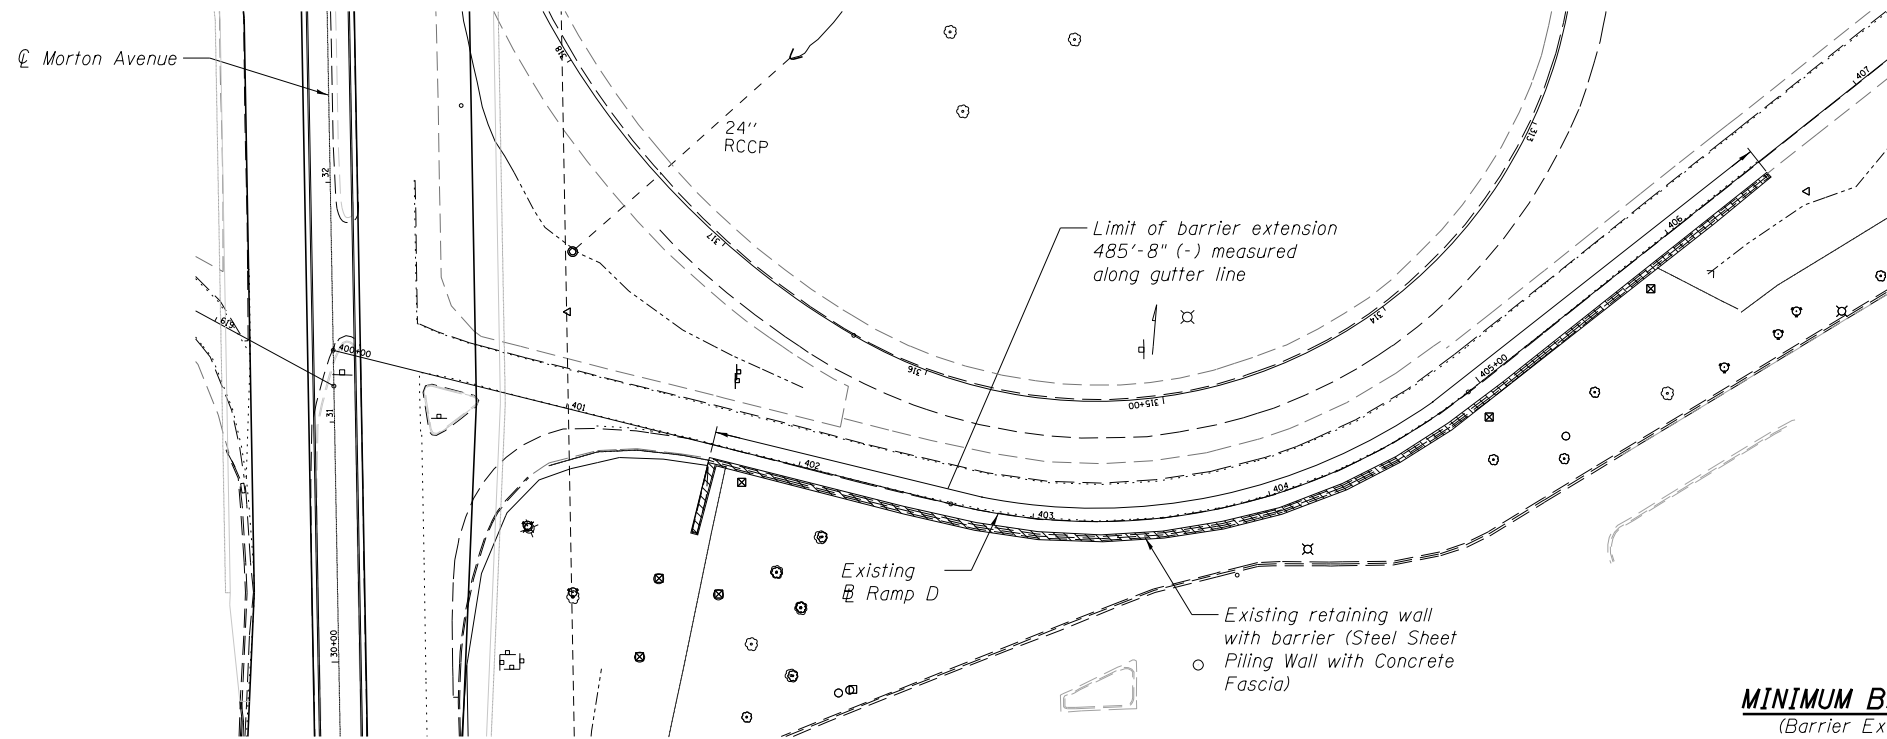 ℄ Morton Avenue
24''
RCCP
Limit of barrier extension
485'-8" (-) measured
along gutter line
Existing
Ramp D
Existing retaining wall
with barrier (Steel Sheet
Piling Wall with Concrete
Fascia)
MINIMUM
(Barrier Ex
318
317
316
315+00
314
313
32
31
30+00
619
400+00
401
402
403
404
405+00
406
407